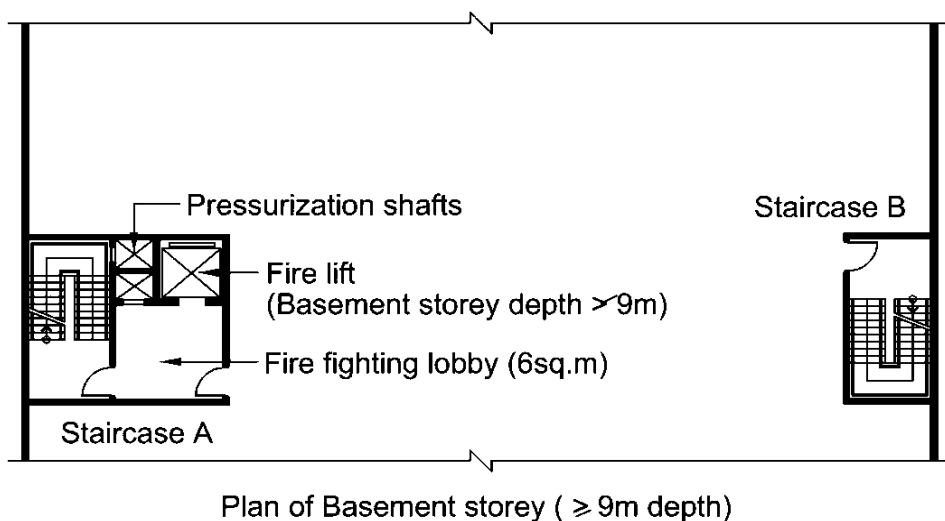 Pressurization shafts
Staircase B
Fire lift
(Basement storey depth > 9m)
Fire fighting lobby (6sq.m)
Staircase A
Plan of Basement storey ( ⩾ 9m depth)